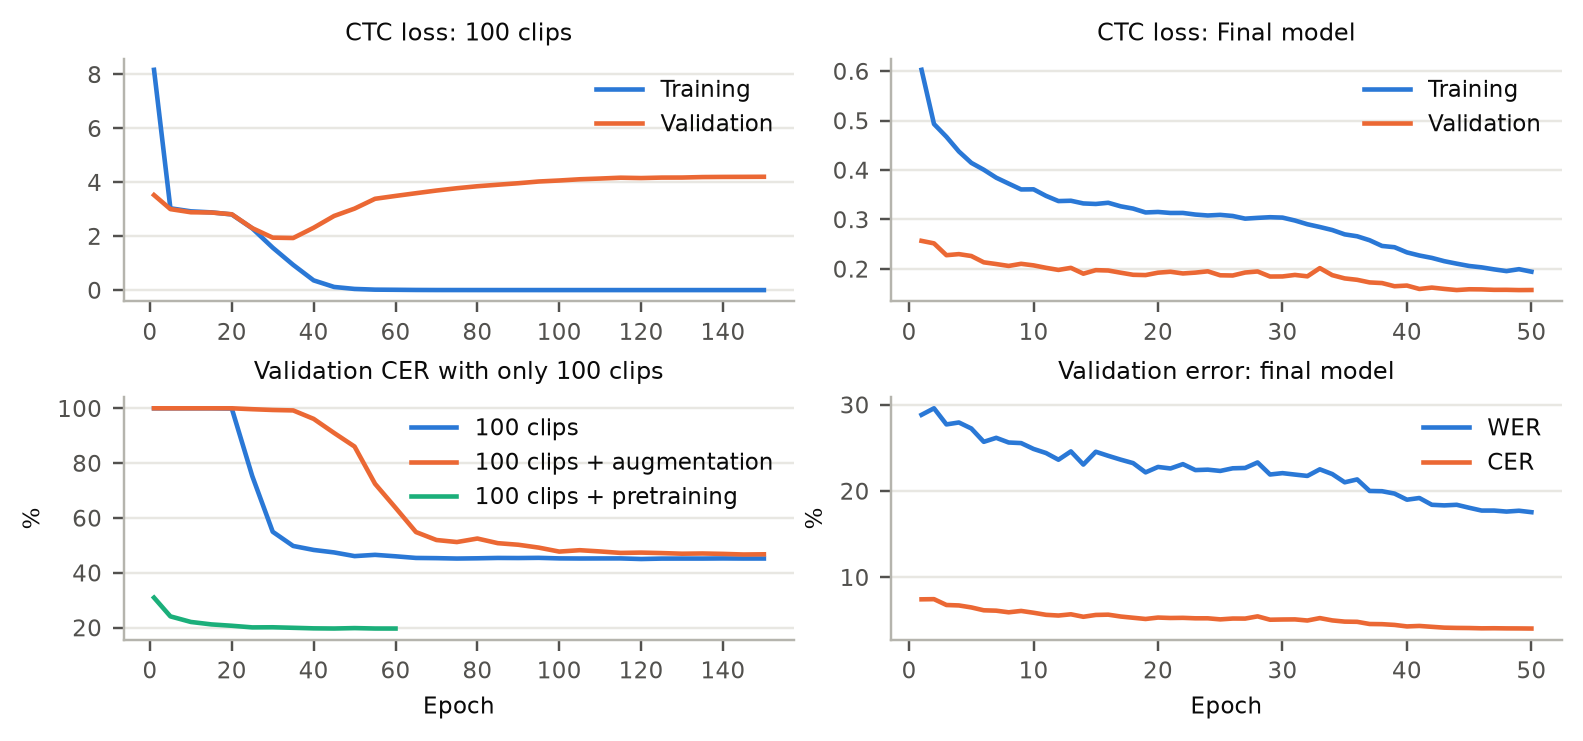 CTC loss: 100 clips
8
6
4
2
0
Training
Validation
0 20 40 60 80 100 120 140
CTC loss: Final model
0.6
0.5
0.4
0.3
0.2
Training
Validation
0 10 20 30 40 50
Validation CER with only 100 clips
%
100
80
60
40
20
100 clips
100 clips + augmentation
100 clips + pretraining
0 20 40 60 80 100 120 140
Epoch
Validation error: final model
%
30
20
10
WER
CER
0 10 20 30 40 50
Epoch